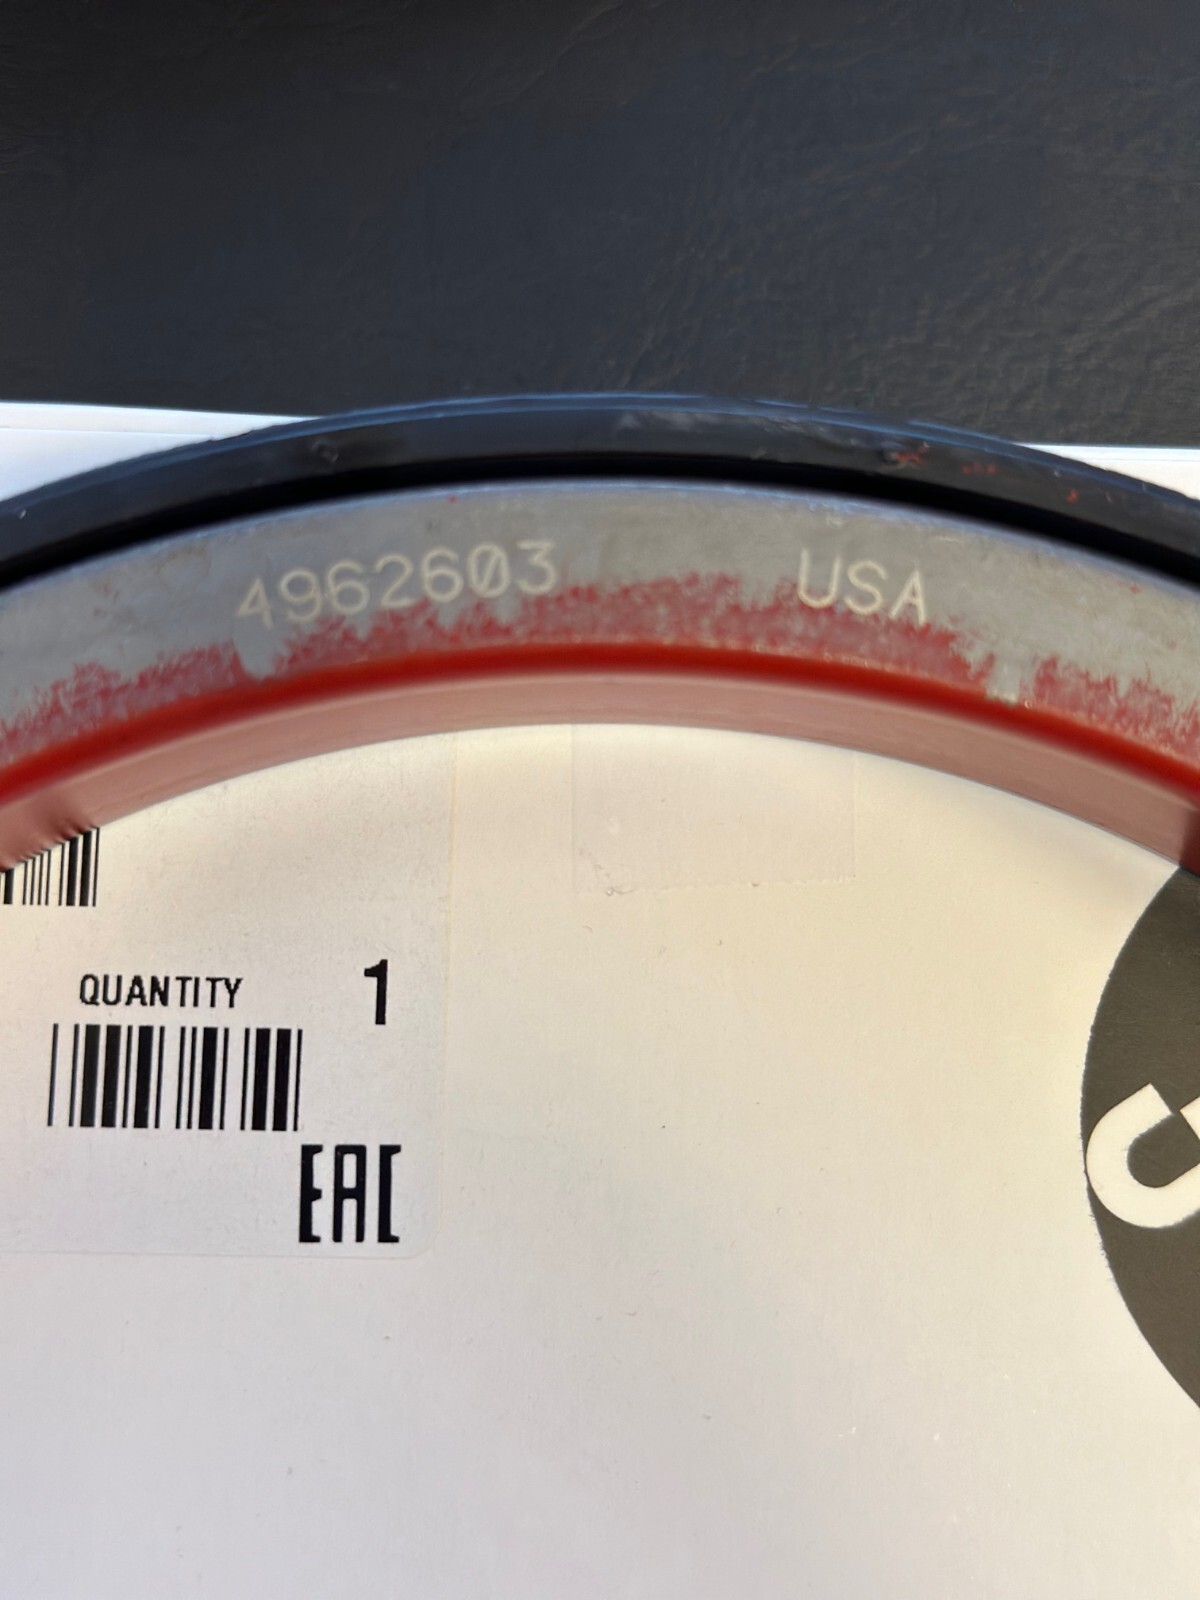 4962603 USA
QUANTITY 1
EAC